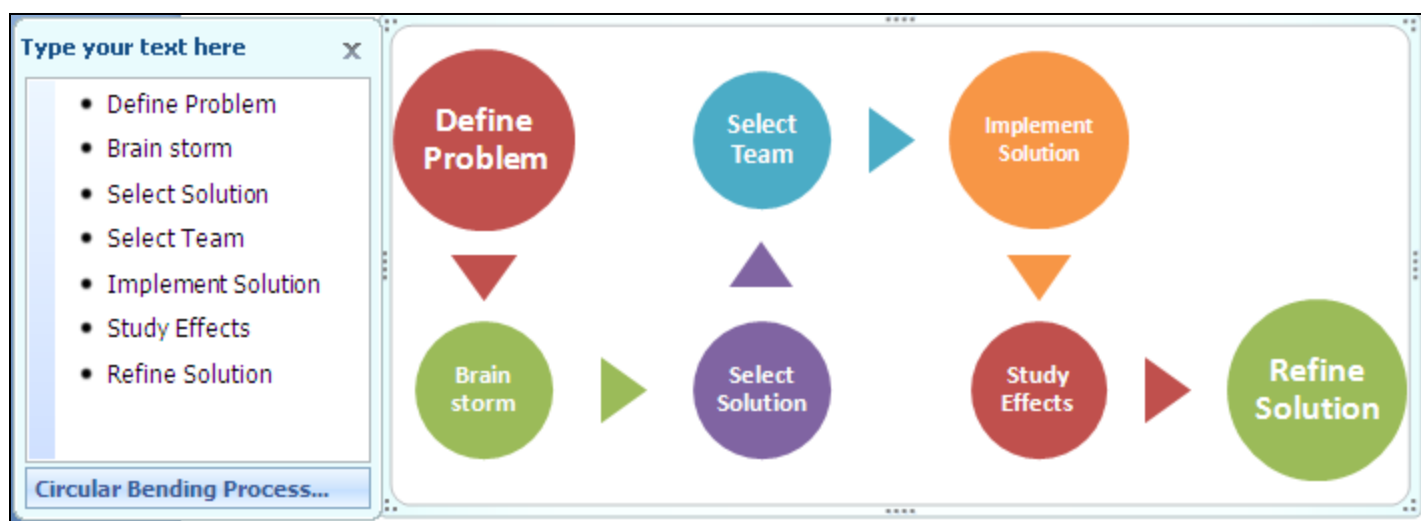 Type your text here
x
• Define Problem
• Brain storm
• Select Solution
• Select Team
• Implement Solution
• Study Effects
• Refine Solution
Circular Bending Process...
Define
Problem
Brain
storm
Select
Solution
Select
Team
Implement
Solution
Study
Effects
Refine
Solution